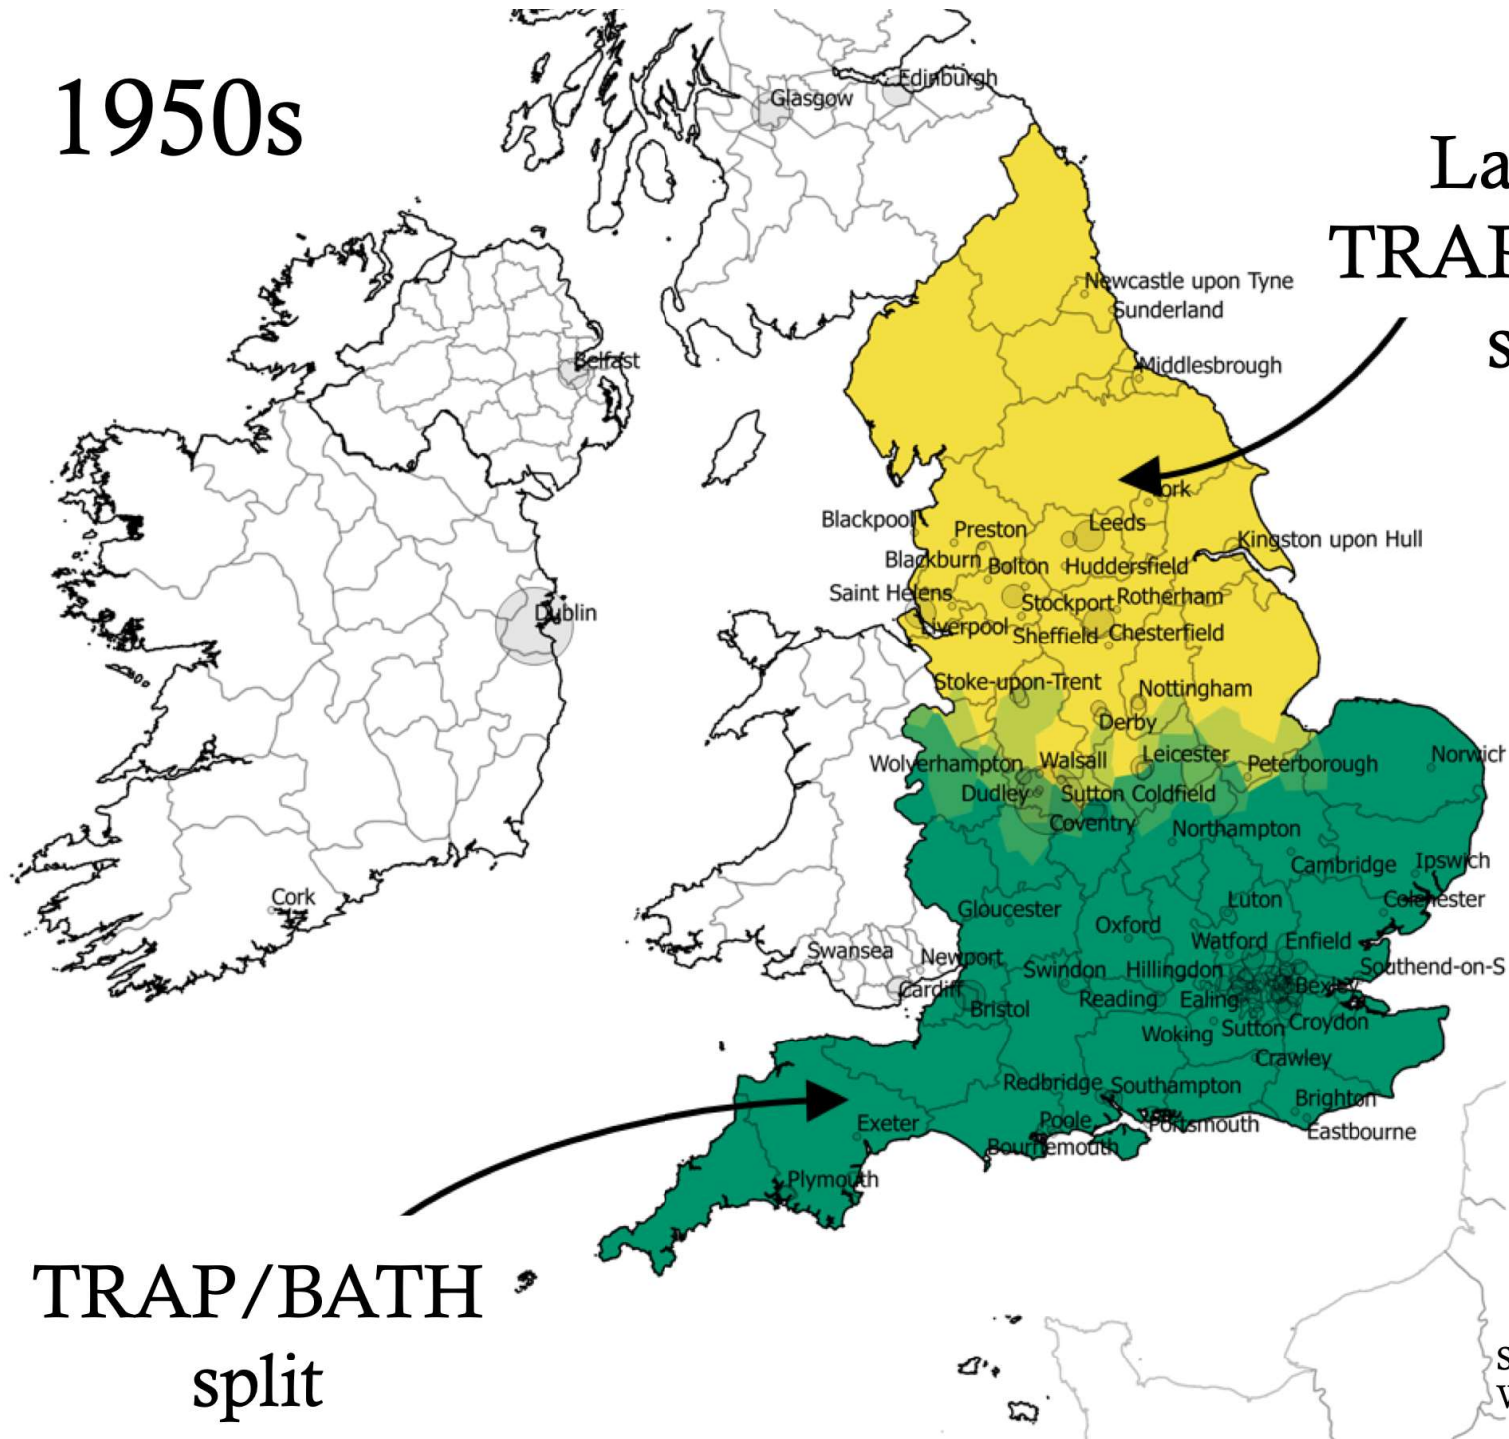 1950s
Edinburgh
Glasgow
La
TRAP
Newcastle upon Tyne
Sunderland
s
Belfast
Middlesbrough
ork
Blackpool
Preston
Leeds
Kingston upon Hull
Blackburn
Bolton
Huddersfield
Saint Helens
Stockport
Rotherham
Dublin
Liverpool
Sheffield
Chesterfield
Stoke-upon-Trent
Nottingham
Derby
Wolverhampton
Walsall
Leicester
Peterborough
Norwich
Dudley
Sutton Coldfield
Coventry
Northampton
Cambridge
Ipswich
Cork
Gloucester
Luton
Colchester
Oxford
Watford
Enfield
Swansea
Newport
Swindon
Hillingdon
Southend-on-S
Cardiff
Bristol
Reading
Ealing
Bexley
Woking
Sutton
Croydon
Crawley
Redbridge
Southampton
Brighton
Exeter
Poole
Portsmouth
Eastbourne
Bournemouth
Plymouth
TRAP/BATH
split
S